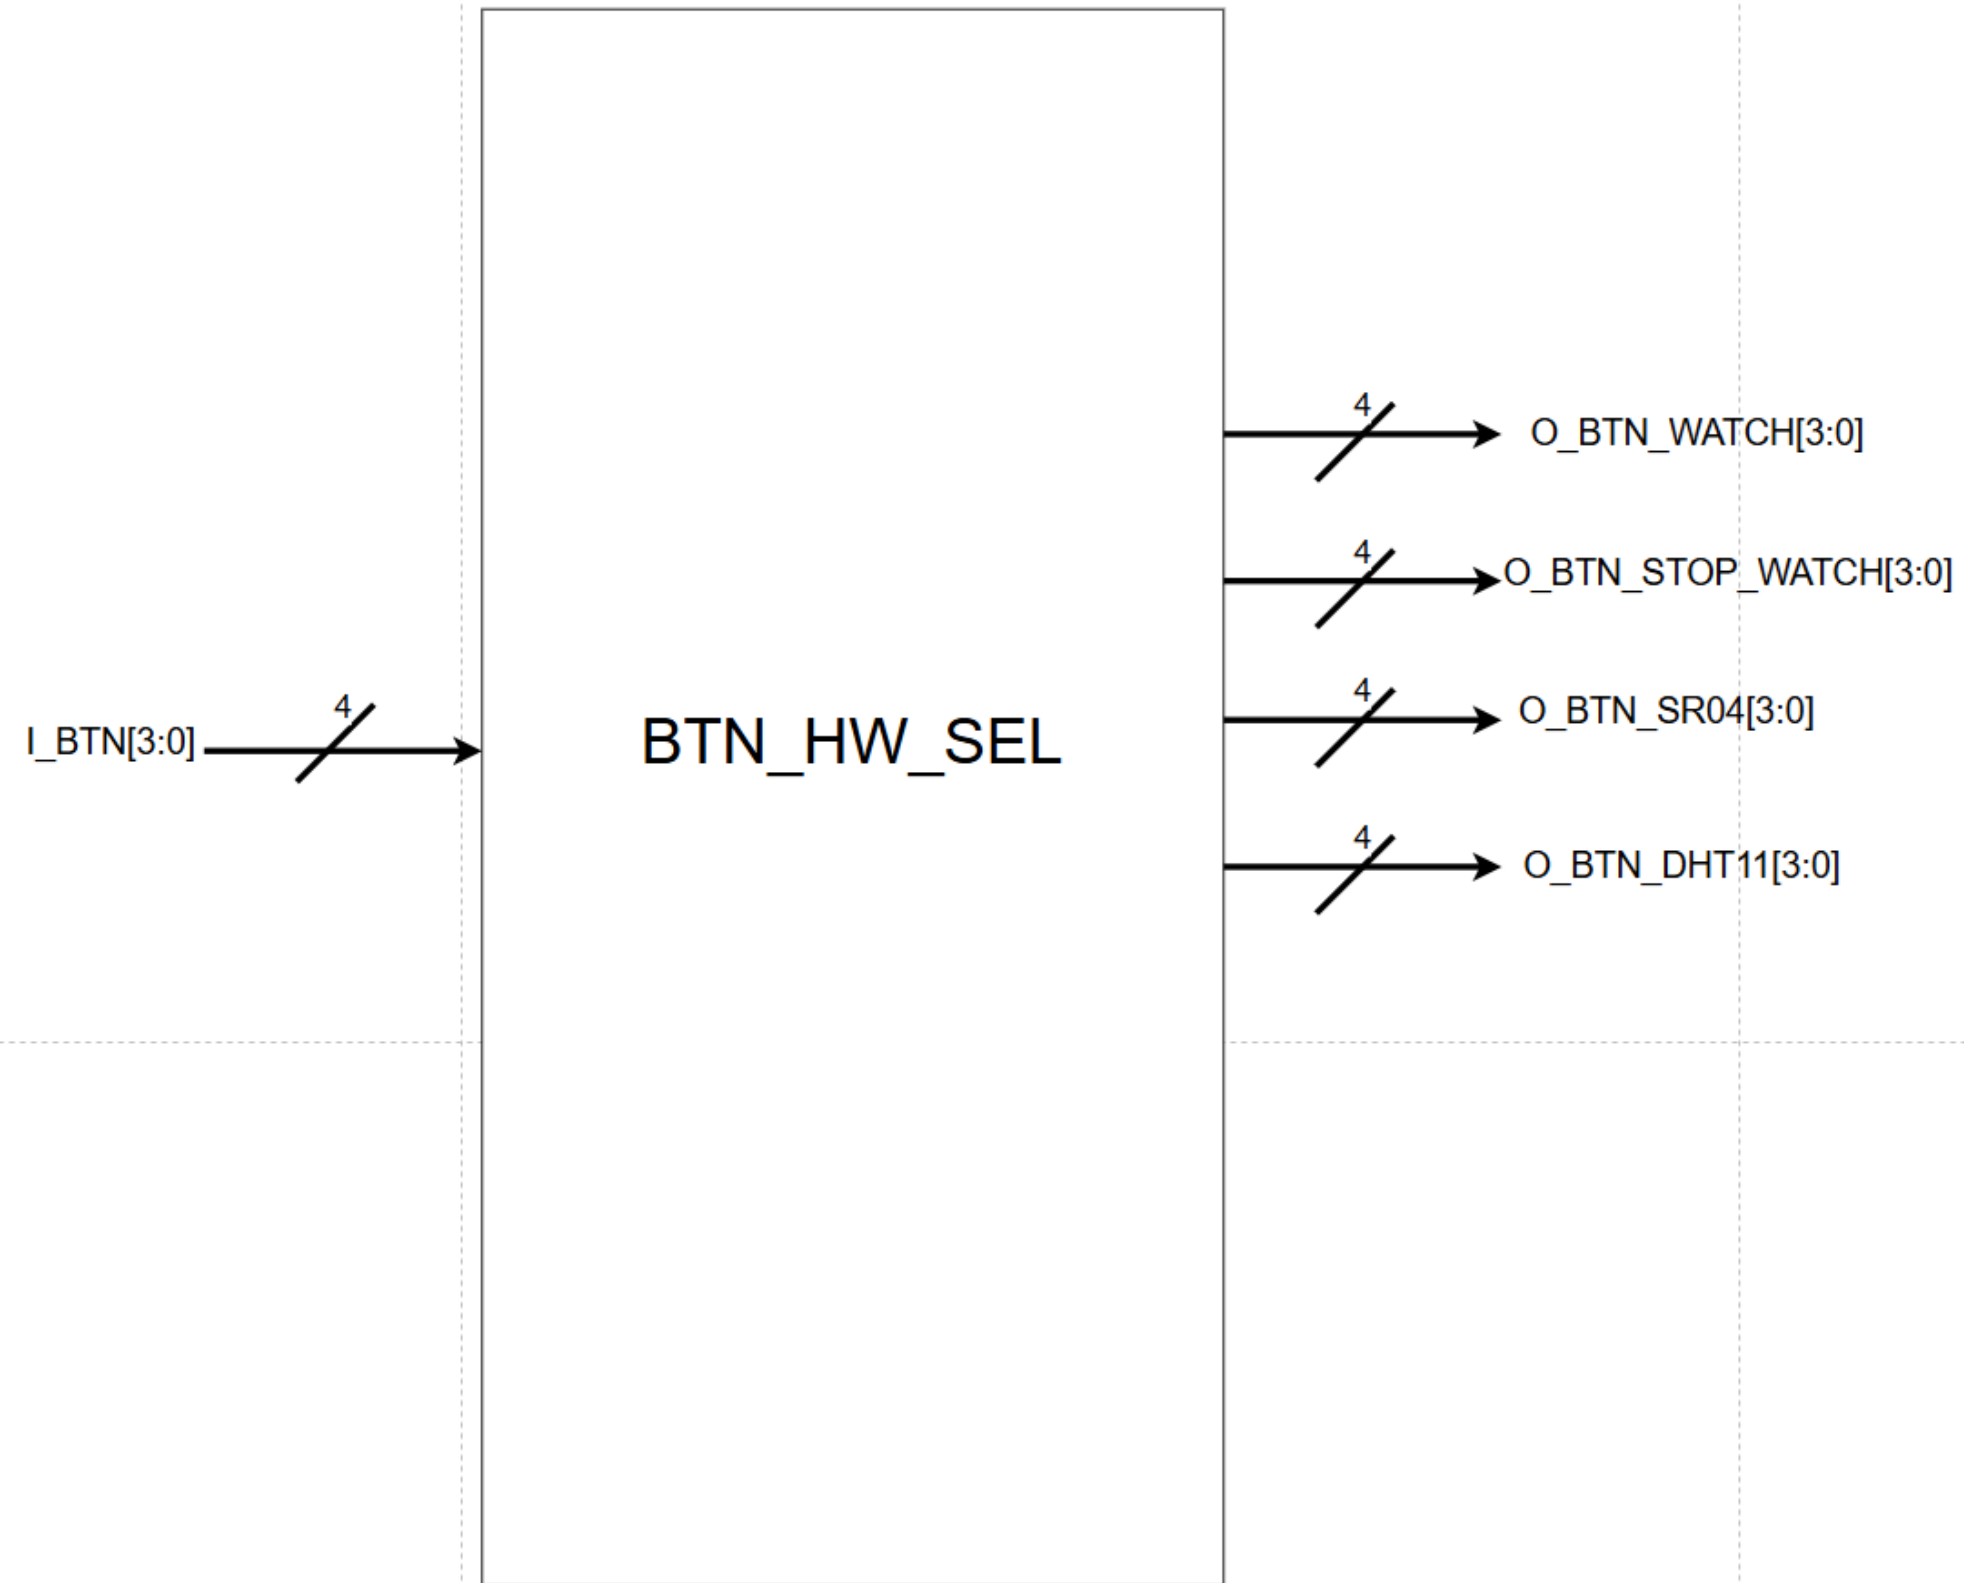 4
O_BTN_WATCH[3:0]
4
O_BTN_STOP_WATCH[3:0]
4
O_BTN_SR04[3:0]
4
I_BTN[3:0]
BTN_HW_SEL
4
O_BTN_DHT11[3:0]